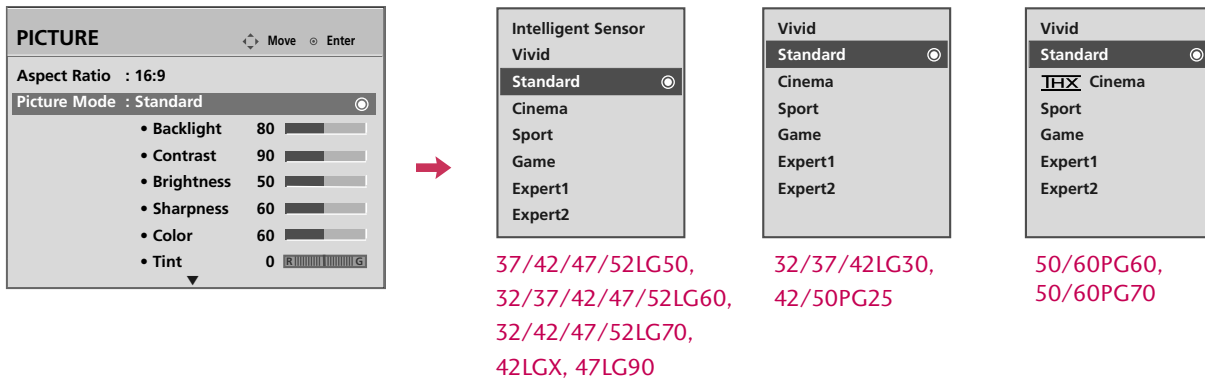 PICTURE
Move
Enter
Aspect Ratio : 16:9
Picture Mode : Standard
• Backlight 80
• Contrast 90
• Brightness 50
• Sharpness 60
• Color 60
• Tint 0 R G
Intelligent Sensor
Vivid
Standard
Cinema
Sport
Game
Expert1
Expert2
37/42/47/52LG50,
32/37/42/47/52LG60,
32/42/47/52LG70,
42LGX, 47LG90
Vivid
Standard
Cinema
Sport
Game
Expert1
Expert2
32/37/42LG30,
42/50PG25
Vivid
Standard
THX Cinema
Sport
Game
Expert1
Expert2
50/60PG60,
50/60PG70